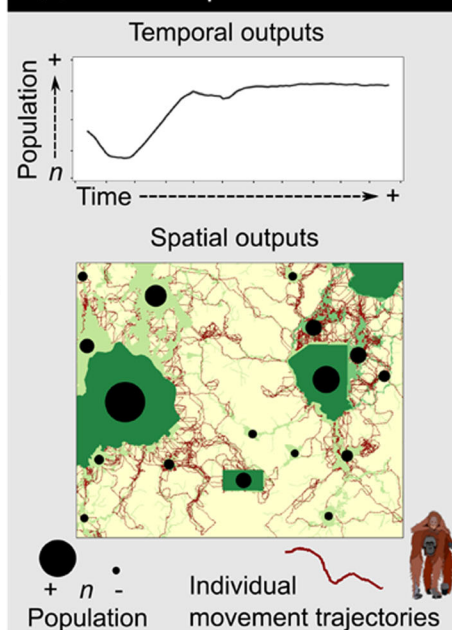 Temporal outputs
+
Population
n
Time
+
Spatial outputs
+ n -
Population
Individual
movement trajectories